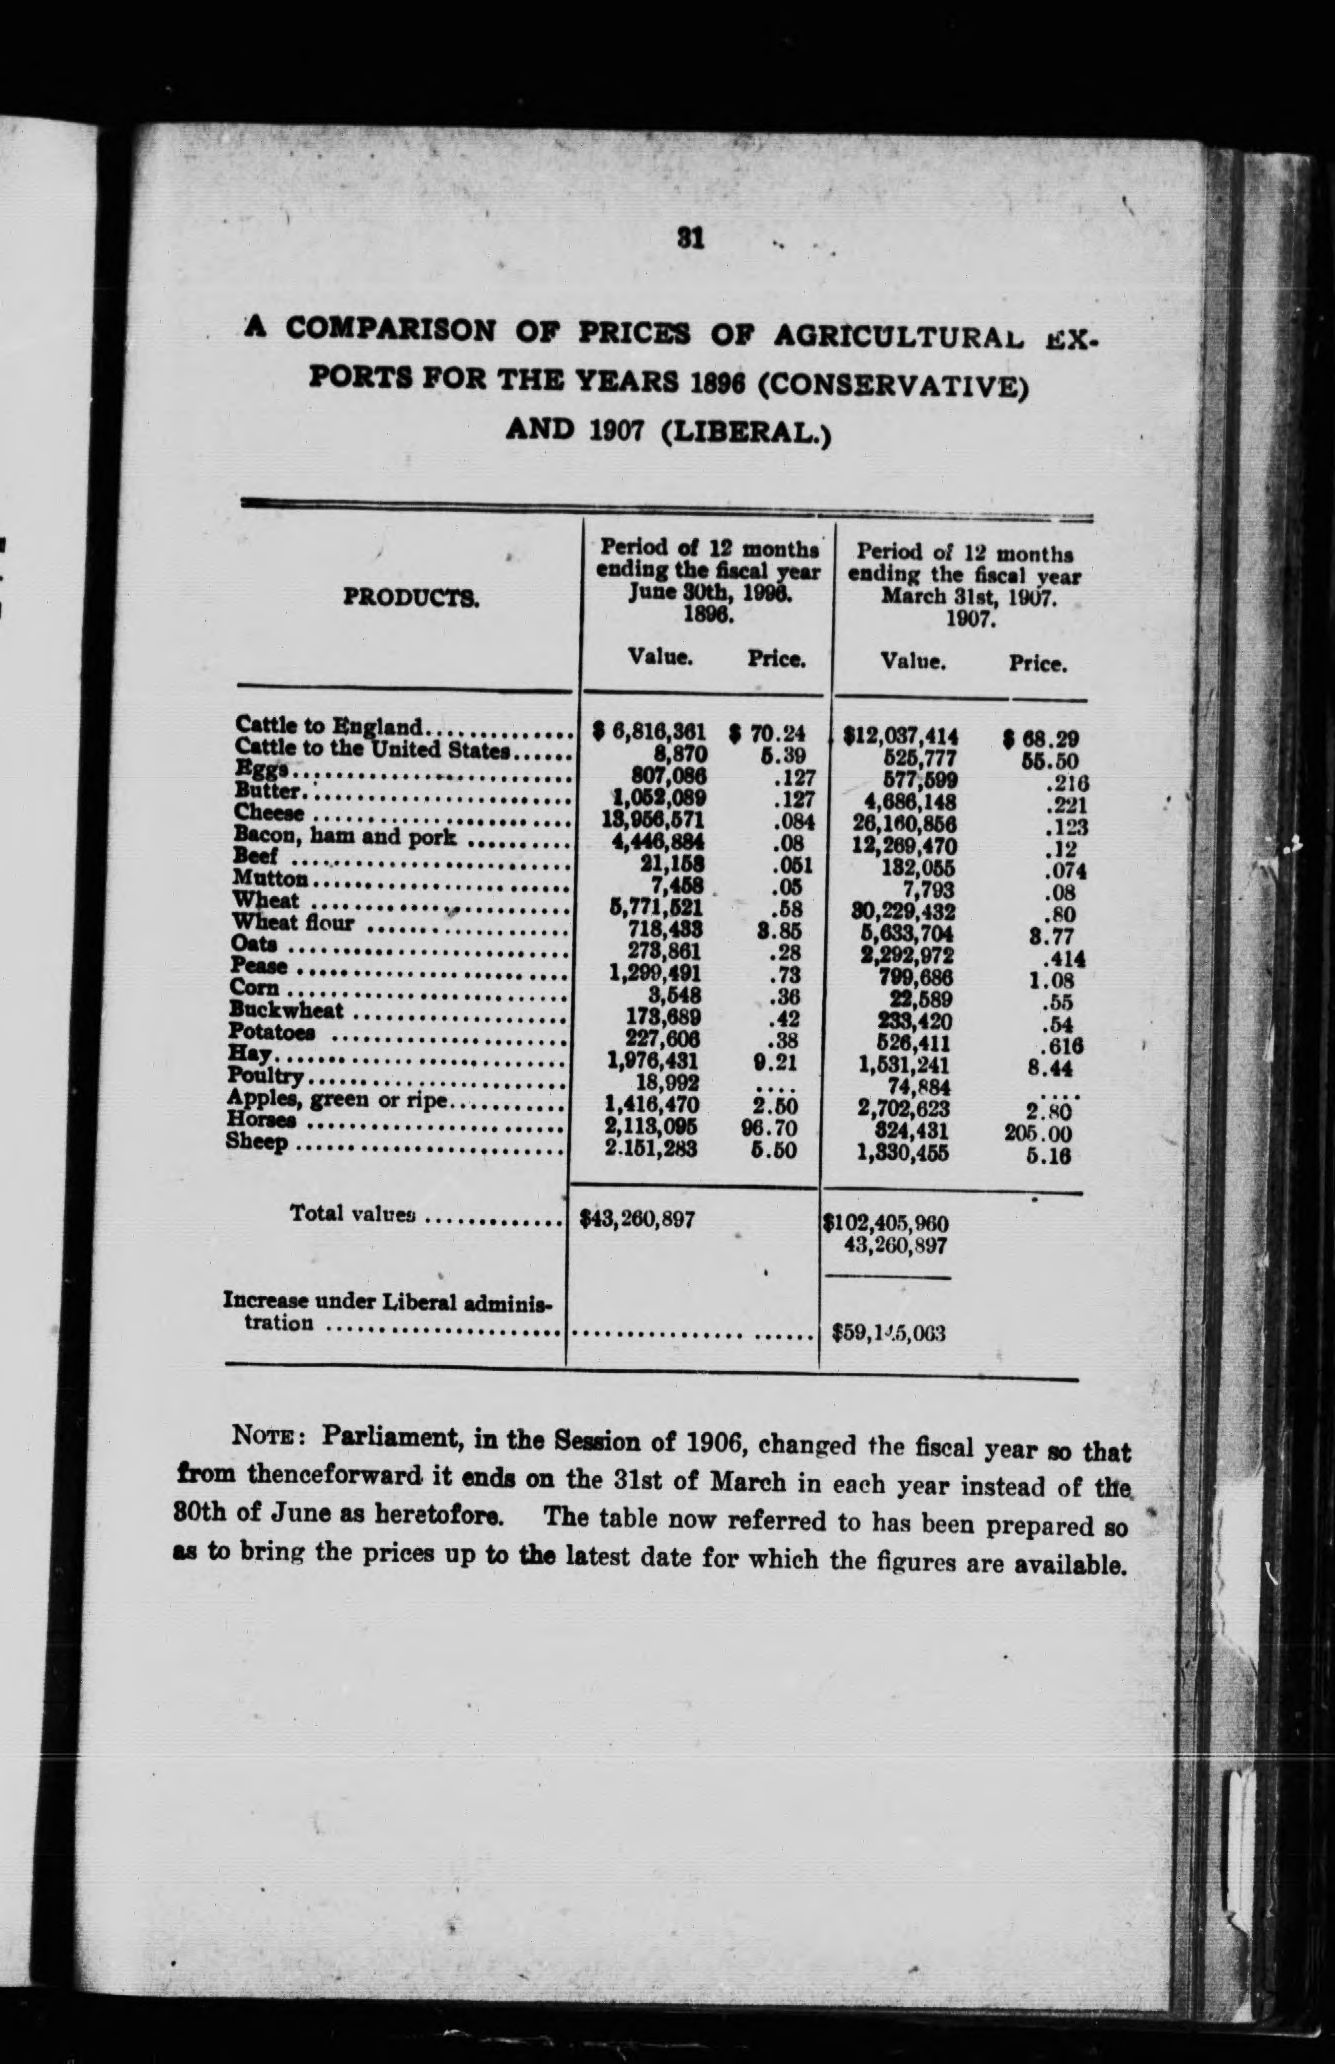 31
A COMPARISON OF PRICES OF AGRICULTURAL EX-
PORTS FOR THE YEARS 1896 (CONSERVATIVE)
AND 1907 (LIBERAL.)
PRODUCTS.
Period of 12 months ending the fiscal year June 30th, 1996. 1896.
Period of 12 months ending the fiscal year March 31st, 1907. 1907.
Value. Price. Value. Price.
Cattle to England.............. $ 6,816,361 $ 70.24 $12,037,414 $ 68.29
Cattle to the United States...... 8,870 5.39 525,777 55.50
Eggs.......................... 807,086 .127 577,599 .216
Butter......................... 1,052,089 .127 4,686,148 .221
Cheese ........................ 13,956,571 .084 26,160,856 .123
Bacon, ham and pork .......... 4,446,884 .08 12,269,470 .12
Beef .......................... 21,158 .051 132,055 .074
Mutton........................ 7,458 .05 7,793 .08
Wheat ........................ 5,771,521 .58 30,229,432 .80
Wheat flour ................... 718,433 3.85 5,633,704 3.77
Oats .......................... 273,861 .28 2,292,972 .414
Pease ......................... 1,299,491 .73 799,686 1.08
Corn .......................... 3,548 .36 22,589 .55
Buckwheat .................... 173,689 .42 233,420 .54
Potatoes ...................... 227,606 .38 526,411 .616
Hay........................... 1,976,431 9.21 1,531,241 8.44
Poultry........................ 18,992 .... 74,884 ....
Apples, green or ripe........... 1,416,470 2.50 2,702,623 2.80
Horses ........................ 2,113,095 96.70 824,431 205.00
Sheep ......................... 2.151,283 5.50 1,330,455 5.16
Total values ............. $43,260,897 $102,405,960
43,260,897
Increase under Liberal adminis-
tration ............................................ $59,145,063
NOTE: Parliament, in the Session of 1906, changed the fiscal year so that
from thenceforward it ends on the 31st of March in each year instead of the
30th of June as heretofore. The table now referred to has been prepared so
as to bring the prices up to the latest date for which the figures are available.